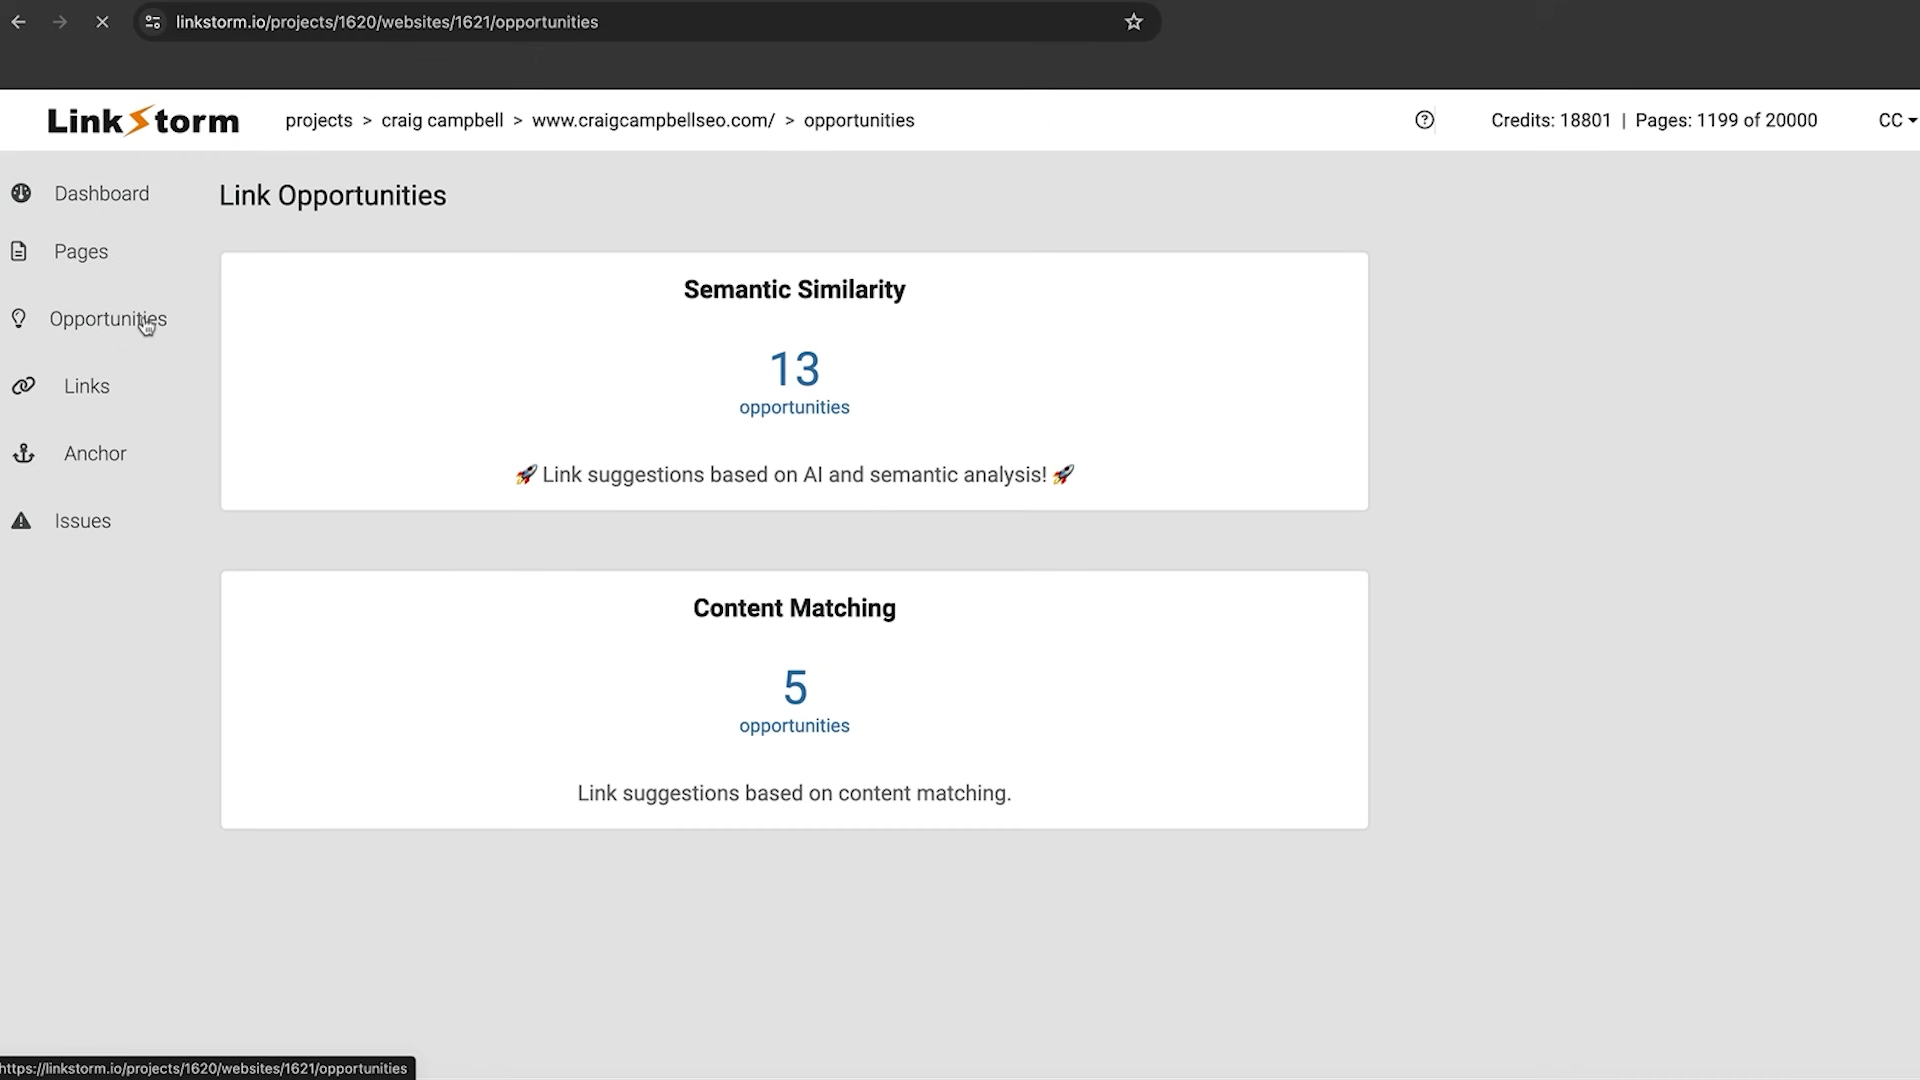 linkstorm.io/projects/1620/websites/1621/opportunities
Link⚡torm
projects > craig campbell > www.craigcampbellseo.com/ > opportunities
Credits: 18801 | Pages: 1199 of 20000
CC
Dashboard
Pages
Opportunities
Links
Anchor
Issues
Link Opportunities
Semantic Similarity
13
opportunities
🚀 Link suggestions based on AI and semantic analysis! 🚀
Content Matching
5
opportunities
Link suggestions based on content matching.
https://linkstorm.io/projects/1620/websites/1621/opportunities